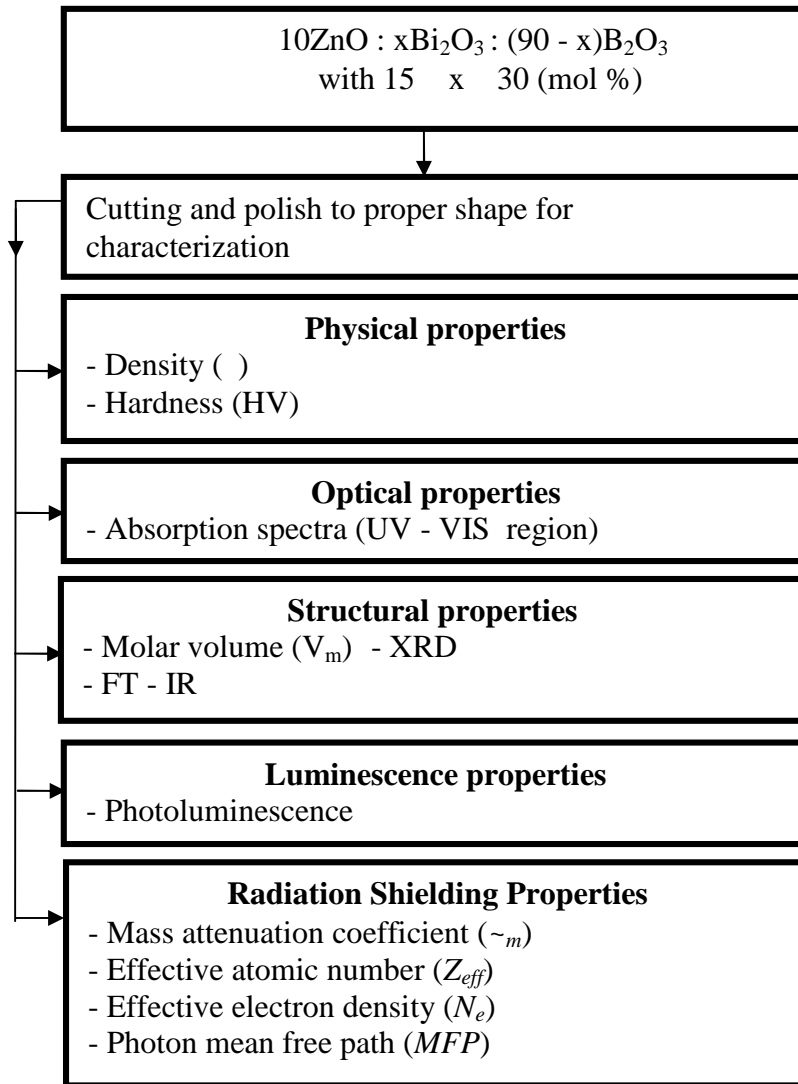 10ZnO : xBi₂O₃ : (90 - x)B₂O₃
with 15 x 30 (mol %)
Cutting and polish to proper shape for
characterization
Physical properties
- Density ( )
- Hardness (HV)
Optical properties
- Absorption spectra (UV - VIS region)
Structural properties
- Molar volume (Vₘ) - XRD
- FT - IR
Luminescence properties
- Photoluminescence
Radiation Shielding Properties
- Mass attenuation coefficient (~ₘ)
- Effective atomic number (Z_eff)
- Effective electron density (Nₑ)
- Photon mean free path (MFP)